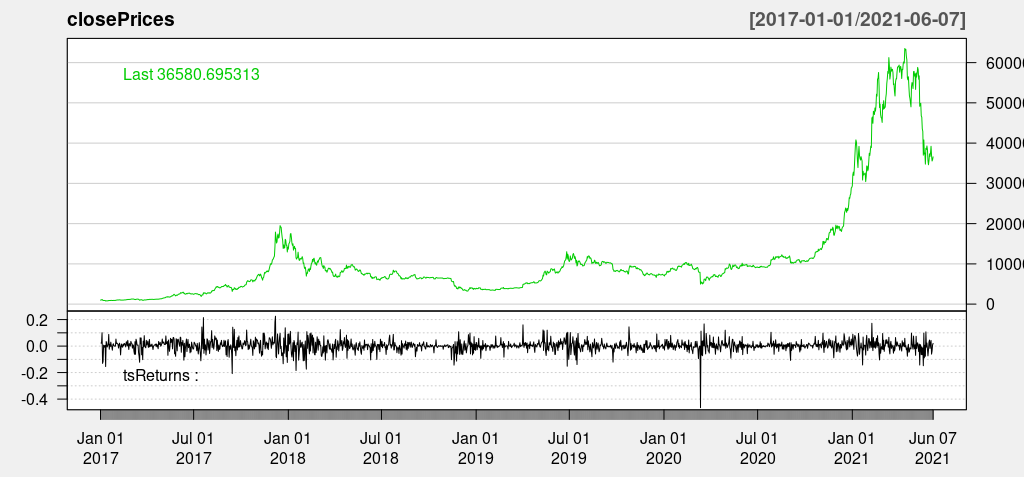 closePrices [2017-01-01/2021-06-07]
Last 36580.695313
60000
50000
40000
30000
20000
10000
0
0.2
0.0
-0.2
-0.4
tsReturns :
Jan 01 Jul 01 Jan 01 Jul 01 Jan 01 Jul 01 Jan 01 Jul 01 Jan 01 Jun 07
2017 2017 2018 2018 2019 2019 2020 2020 2021 2021